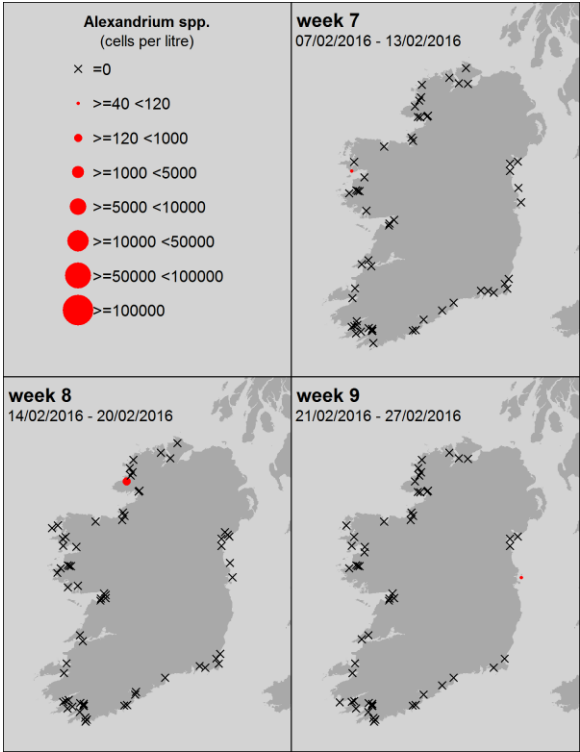 Alexandrium spp.
(cells per litre)
=0
>=40 <120
>=120 <1000
>=1000 <5000
>=5000 <10000
>=10000 <50000
>=50000 <100000
>=100000
week 7
07/02/2016 - 13/02/2016
week 8
14/02/2016 - 20/02/2016
week 9
21/02/2016 - 27/02/2016